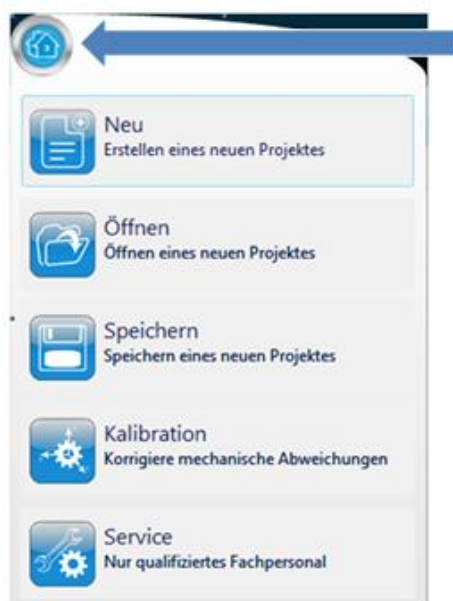 Neu
Erstellen eines neuen Projektes
Öffnen
Öffnen eines neuen Projektes
Speichern
Speichern eines neuen Projektes
Kalibration
Korrigiere mechanische Abweichungen
Service
Nur qualifiziertes Fachpersonal